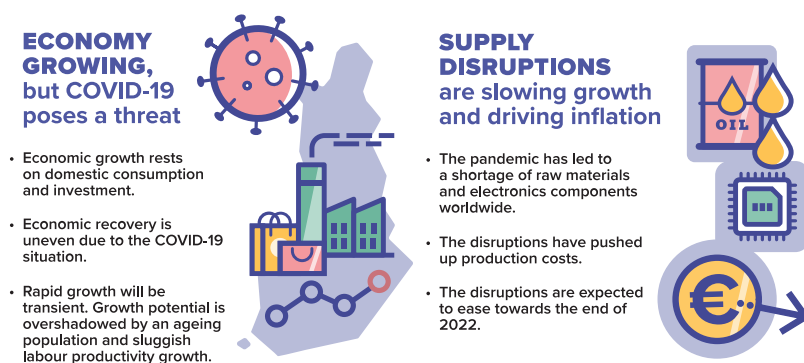 ECONOMY
GROWING,
but COVID-19
poses a threat
• Economic growth rests
on domestic consumption
and investment.
• Economic recovery is
uneven due to the COVID-19
situation.
• Rapid growth will be
transient. Growth potential is
overshadowed by an ageing
population and sluggish
labour productivity growth.
SUPPLY
DISRUPTIONS
are slowing growth
and driving inflation
• The pandemic has led to
a shortage of raw materials
and electronics components
worldwide.
• The disruptions have pushed
up production costs.
• The disruptions are expected
to ease towards the end of
2022.
OIL
€